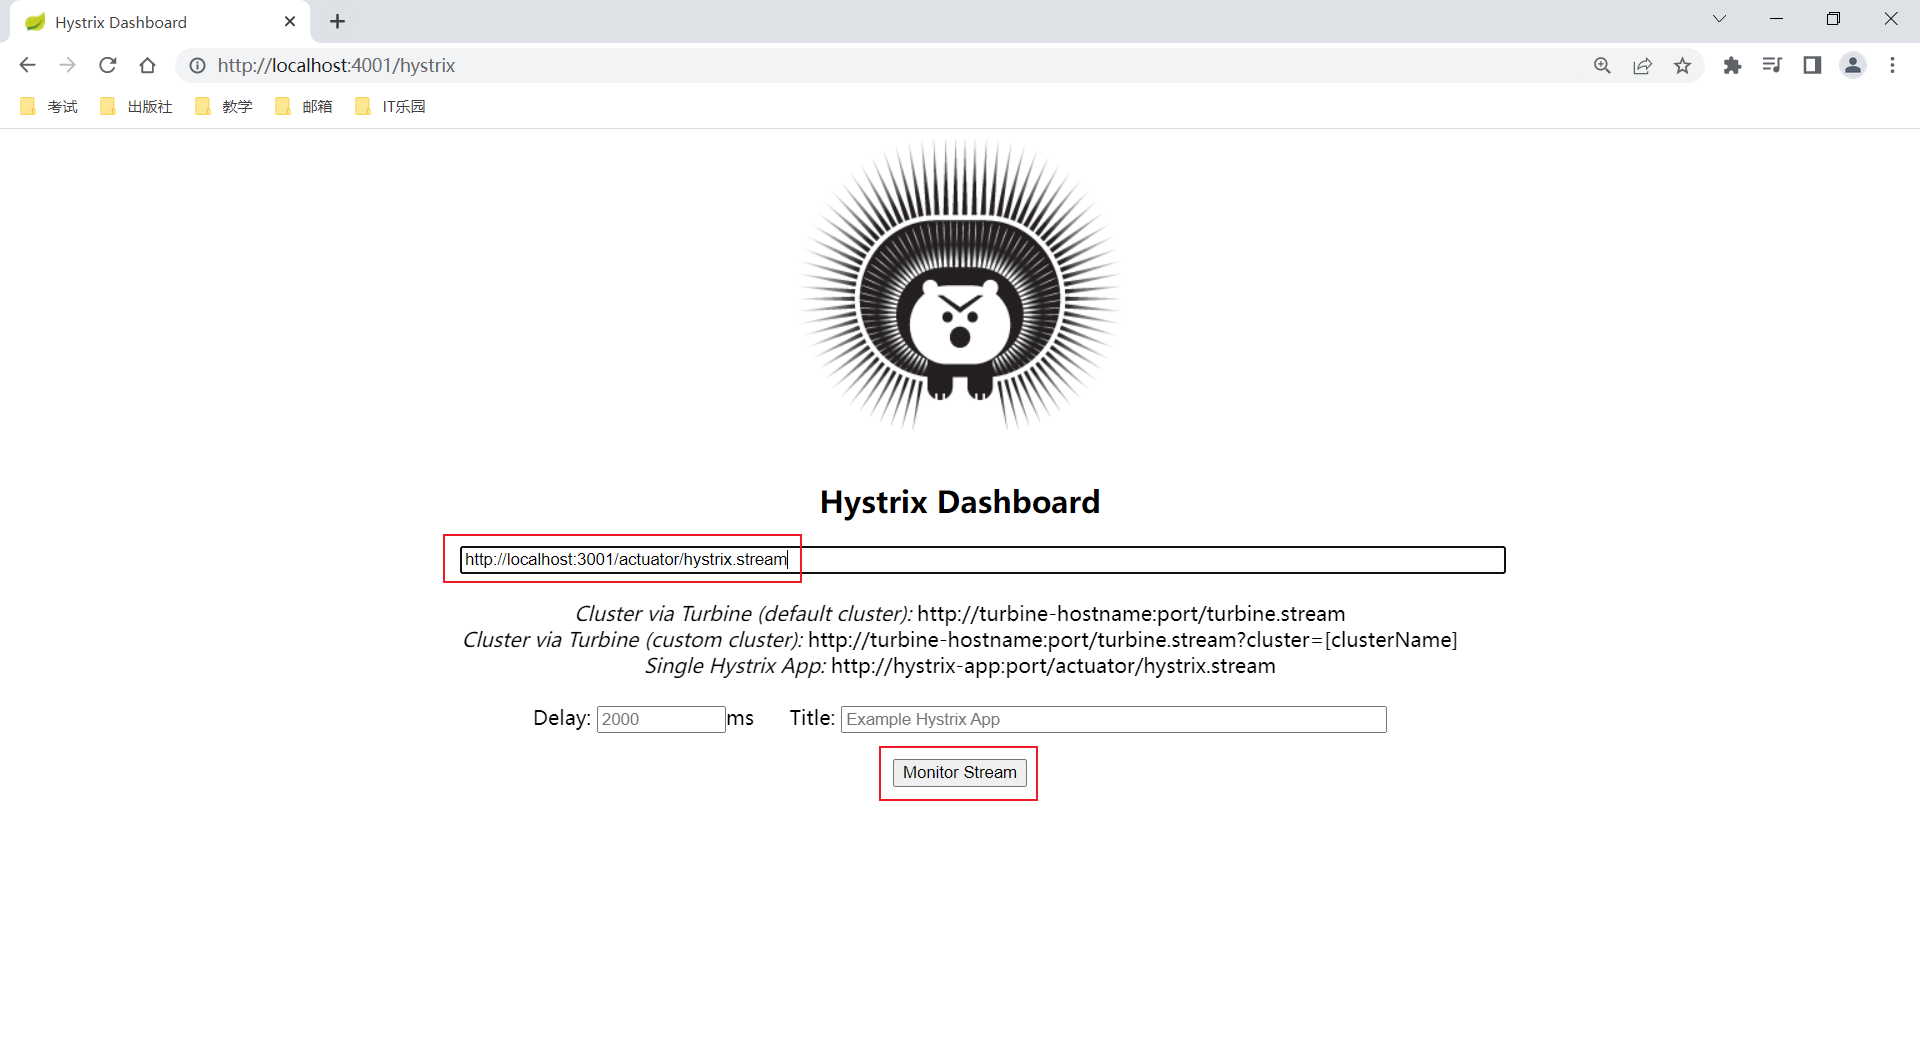 Hystrix Dashboard
http://localhost:4001/hystrix
考试 出版社 教学 邮箱 IT乐园
Hystrix Dashboard
http://localhost:3001/actuator/hystrix.stream
Cluster via Turbine (default cluster): http://turbine-hostname:port/turbine.stream
Cluster via Turbine (custom cluster): http://turbine-hostname:port/turbine.stream?cluster=[clusterName]
Single Hystrix App: http://hystrix-app:port/actuator/hystrix.stream
Delay: 2000 ms Title: Example Hystrix App
Monitor Stream